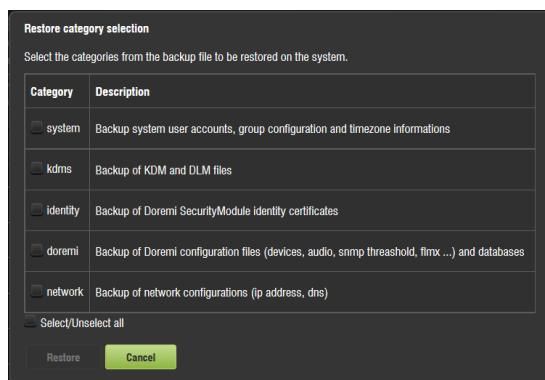 Restore category selection
Select the categories from the backup file to be restored on the system.
Category Description
system Backup system user accounts, group configuration and timezone informations
kdms Backup of KDM and DLM files
identity Backup of Doremi SecurityModule identity certificates
doremi Backup of Doremi configuration files (devices, audio, snmp threashold, flmx ...) and databases
network Backup of network configurations (ip address, dns)
Select/Unselect all
Restore Cancel